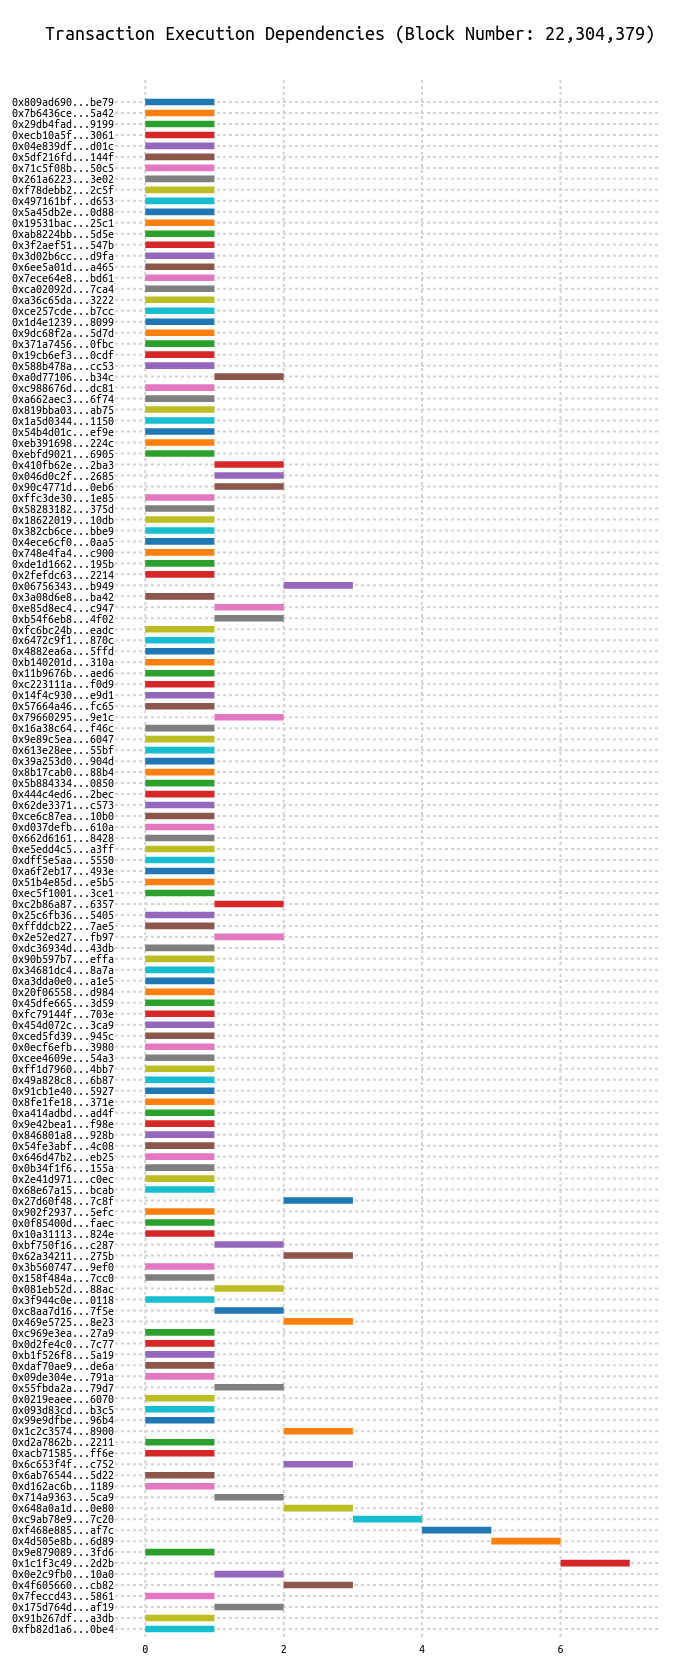 Transaction Execution Dependencies (Block Number: 22,304,379)
0x809ad690...be79
0x7b6436ce...5a42
0x29db4fad...9199
0xecb10a5f...3061
0x04e839df...d01c
0x5df216fd...144f
0x71c5f08b...50c5
0x261a6223...3e02
0xf78debb2...2c5f
0x497161bf...d653
0x5a45db2e...0d88
0x19531bac...25c1
0xab8224bb...5d5e
0x3f2aef51...547b
0x3d02b6cc...d9fa
0x6ee5a01d...a465
0x7ece64e8...bd61
0xca02092d...7ca4
0xa36c65da...3222
0xce257cde...b7cc
0x1d4e1239...8099
0x9dc68f2a...5d7d
0x371a7456...0fbc
0x19cb6ef3...0cdf
0x588b478a...cc53
0xa0d77106...b34c
0xc988676d...dc81
0xa662aec3...6f74
0x819bba03...ab75
0x1a5d0344...1150
0x54b4d01c...ef9e
0xeb391698...224c
0xebfd9021...6905
0x410fb62e...2ba3
0x046d0c2f...2685
0x90c4771d...0eb6
0xffc3de30...1e85
0x58283182...375d
0x18622019...10db
0x382cb6ce...bbe9
0x4ece6cf0...0aa5
0x748e4fa4...c900
0xde1d1662...195b
0x2fefdc63...2214
0x06756343...b949
0x3a08d6e8...ba42
0xe85d8ec4...c947
0xb54f6eb8...4f02
0xfc6bc24b...eadc
0x6472c9f1...870c
0x4882ea6a...5ffd
0xb140201d...310a
0x11b9676b...aed6
0xc223111a...f0d9
0x14f4c930...e9d1
0x57664a46...fc65
0x79660295...9e1c
0x16a38c64...f46c
0x9e89c5ea...6047
0x613e28ee...55bf
0x39a253d0...904d
0x8b17cab0...88b4
0x5b884334...0850
0x444c4ed6...2bec
0x62de3371...c573
0xce6c87ea...10b0
0xd037defb...610a
0x662d6161...8428
0xe5edd4c5...a3ff
0xdff5e5aa...5550
0xa6f2eb17...493e
0x51b4e85d...e5b5
0xec5f1001...3ce1
0xc2b86a87...6357
0x25c6fb36...5405
0xffddcb22...7ae5
0x2e52ed27...fb97
0xdc36934d...43db
0x90b597b7...effa
0x34681dc4...8a7a
0xa3dda0e0...a1e5
0x20f06558...d984
0x45dfe665...3d59
0xfc79144f...703e
0x454d072c...3ca9
0xced5fd39...945c
0x0ecf6efb...3980
0xcee4609e...54a3
0xff1d7960...4bb7
0x49a828c8...6b87
0x91cb1e40...5927
0x8fe1fe18...371e
0xa414adbd...ad4f
0x9e42bea1...f98e
0x846801a8...928b
0x54fe3abf...4c08
0x646d47b2...eb25
0x0b34f1f6...155a
0x2e41d971...c0ec
0x68e67a15...bcab
0x27d60f48...7c8f
0x902f2937...5efc
0x0f85400d...faec
0x10a31113...824e
0xbf750f16...c287
0x62a34211...275b
0x3b560747...9ef0
0x158f484a...7cc0
0x081eb52d...88ac
0x3f944c0e...0118
0xc8aa7d16...7f5e
0x469e5725...8e23
0xc969e3ea...27a9
0x0d2fe4c0...7c77
0xb1f526f8...5a19
0xdaf70ae9...de6a
0x09de304e...791a
0x55fbda2a...79d7
0x0219eaee...6070
0x093d83cd...b3c5
0x99e9dfbe...96b4
0x1c2c3574...8900
0xd2a7862b...2211
0xacb71585...ff6e
0x6c653f4f...c752
0x6ab76544...5d22
0xd162ac6b...1189
0x714a9363...5ca9
0x648a0a1d...0e80
0xc9ab78e9...7c20
0xf468e885...af7c
0x4d505e8b...6d89
0x9e879089...3fd6
0x1c1f3c49...2d2b
0x0e2c9fb0...10a0
0x4f605660...cb82
0x7feccd43...5861
0x175d764d...af19
0x91b267df...a3db
0xfb82d1a6...0be4
0 2 4 6